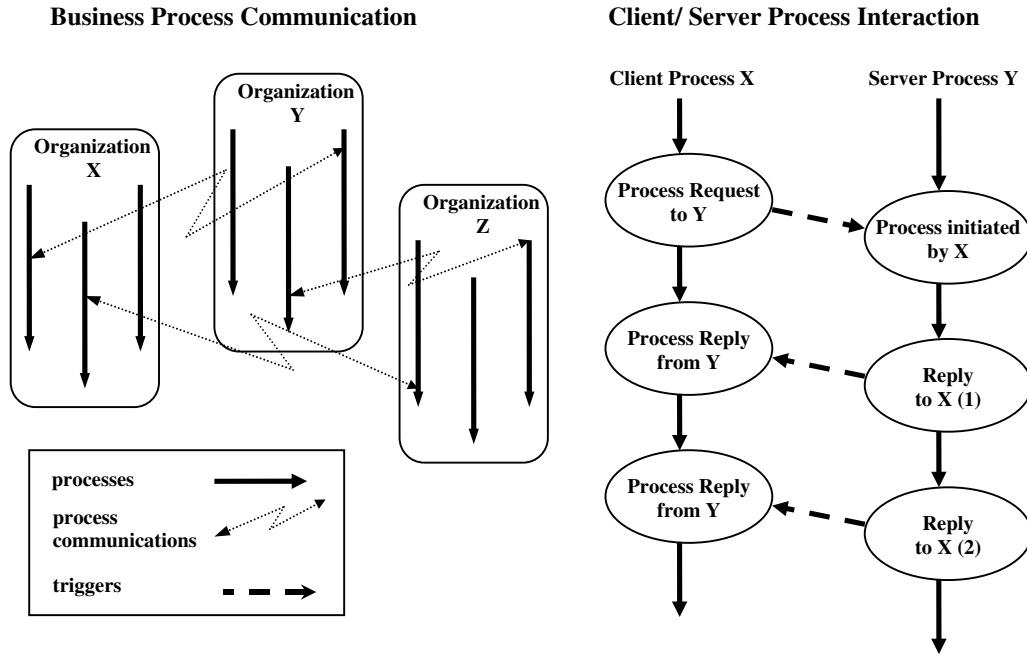 Business Process Communication
Organization
X
Organization
Y
Organization
Z
processes
process
communications
triggers
Client/ Server Process Interaction
Client Process X
Server Process Y
Process Request
to Y
Process initiated
by X
Process Reply
from Y
Reply
to X (1)
Process Reply
from Y
Reply
to X (2)